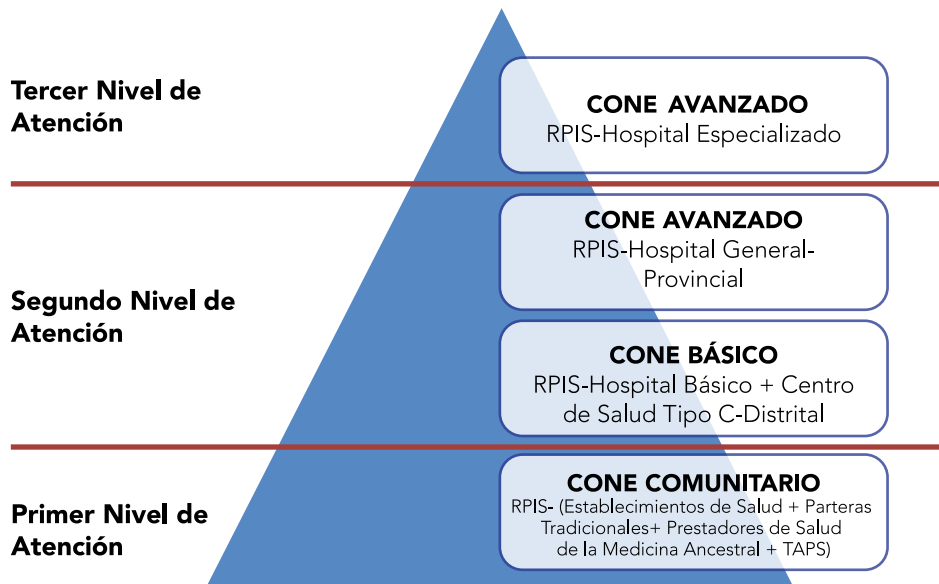 Tercer Nivel de
Atención
CONE AVANZADO
RPIS-Hospital Especializado
CONE AVANZADO
RPIS-Hospital General-
Provincial
Segundo Nivel de
Atención
CONE BÁSICO
RPIS-Hospital Básico + Centro
de Salud Tipo C-Distrital
Primer Nivel de
Atención
CONE COMUNITARIO
RPIS- (Establecimientos de Salud + Parteras
Tradicionales+ Prestadores de Salud
de la Medicina Ancestral + TAPS)